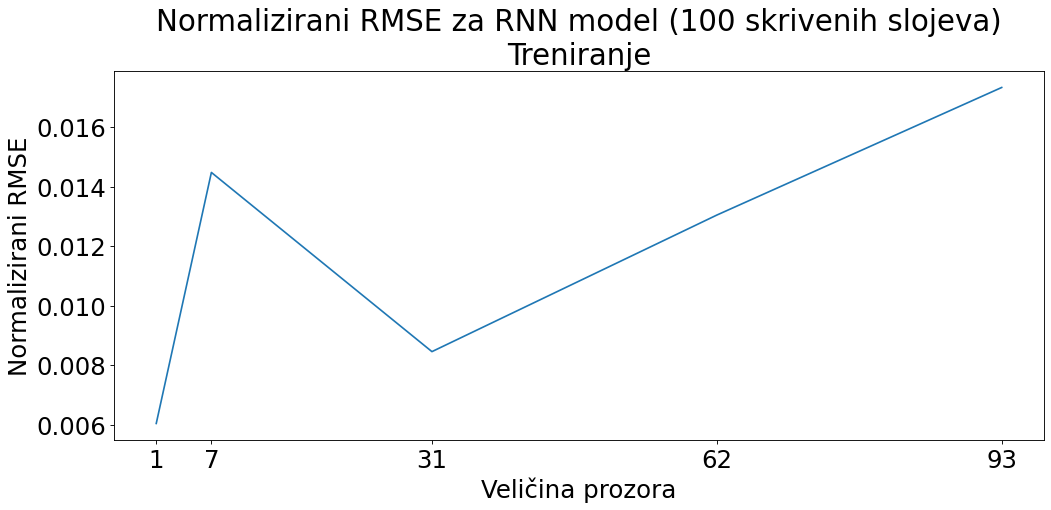 Normalizirani RMSE za RNN model (100 skrivenih slojeva)
Treniranje
Normalizirani RMSE
0.016
0.014
0.012
0.010
0.008
0.006
1 7 31 62 93
Veličina prozora